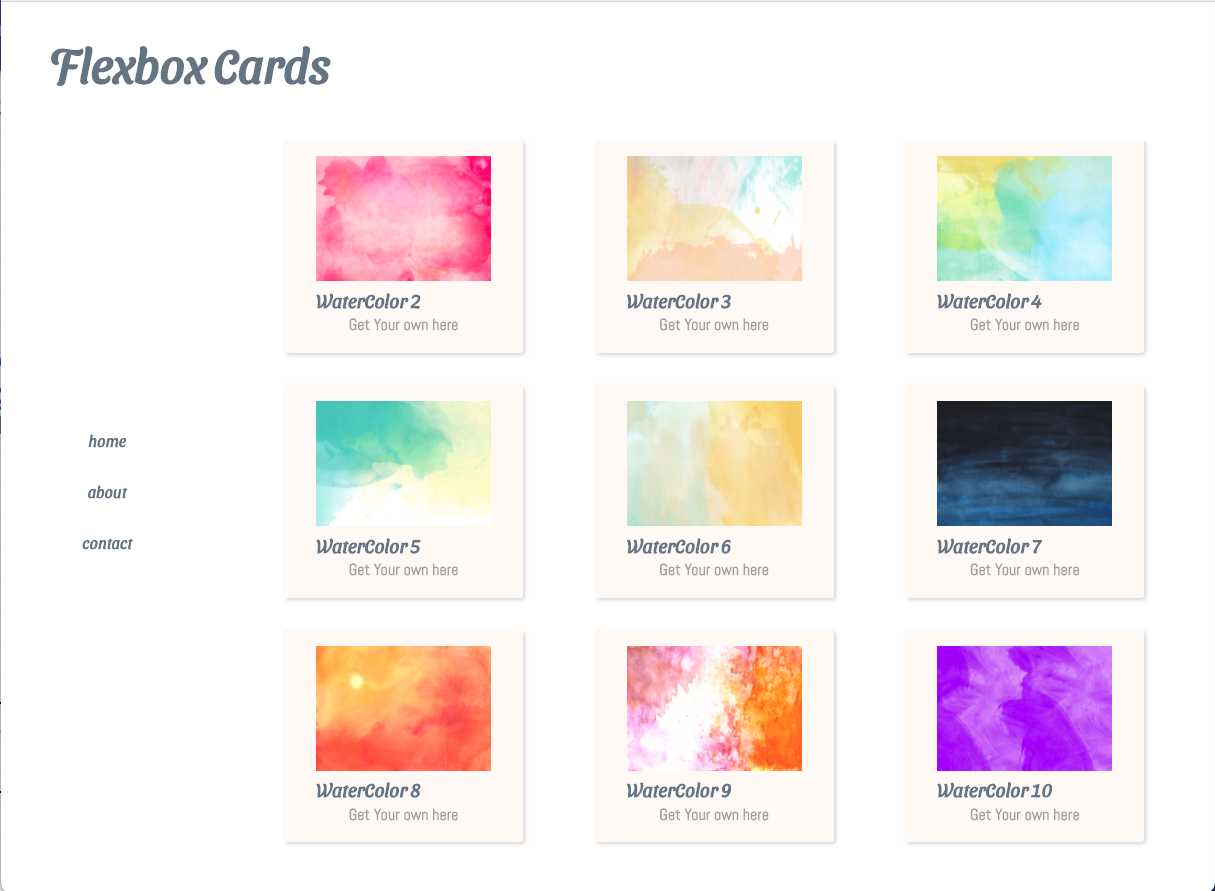 Flexbox Cards
WaterColor 2
Get Your own here
WaterColor 3
Get Your own here
WaterColor 4
Get Your own here
home
about
contact
WaterColor 5
Get Your own here
WaterColor 6
Get Your own here
WaterColor 7
Get Your own here
WaterColor 8
Get Your own here
WaterColor 9
Get Your own here
WaterColor 10
Get Your own here